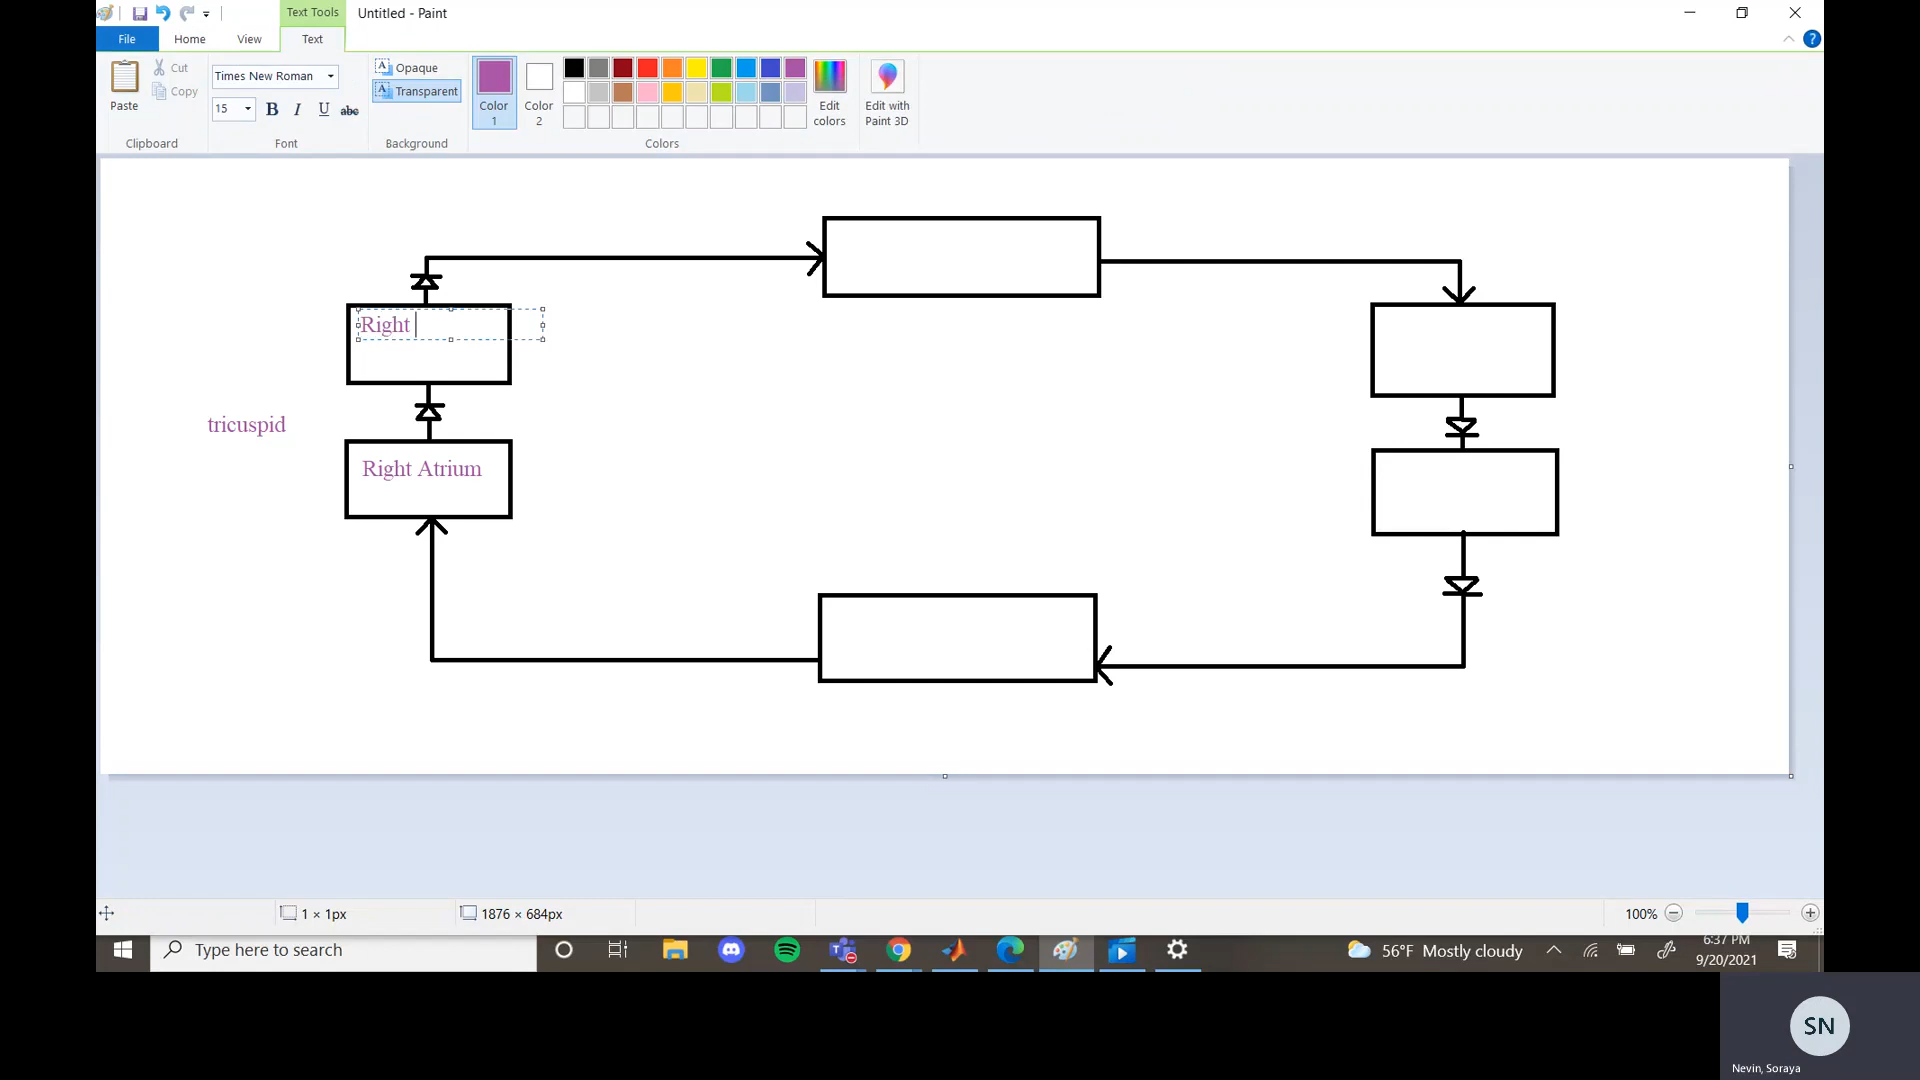 Text Tools
Untitled - Paint
File
Home
View
Text
Paste
Cut
Copy
Clipboard
Times New Roman
15
B I U abc
Font
Opaque
Transparent
Background
Color 1
Color 2
Edit colors
Colors
Edit with Paint 3D
Right
tricuspid
Right Atrium
1 × 1px
1876 × 684px
100%
Type here to search
56°F Mostly cloudy
6:37 PM
9/20/2021
SN
Nevin, Soraya